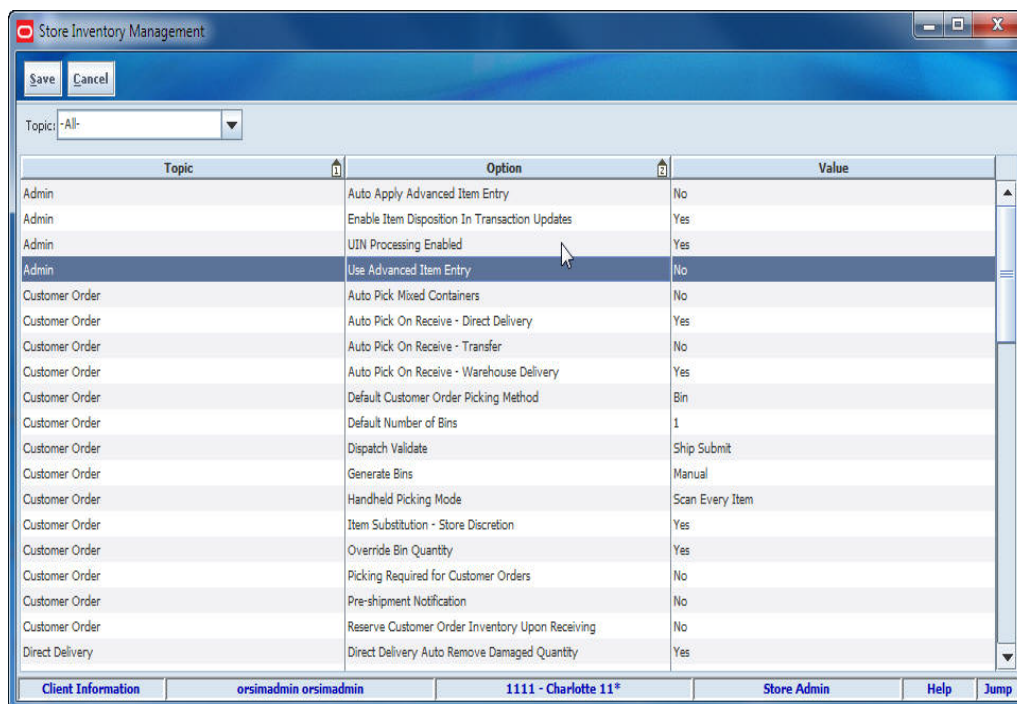 Store Inventory Management
Save Cancel
Topic: -All-
Topic 1 Option 2 Value
Admin Auto Apply Advanced Item Entry No
Admin Enable Item Disposition In Transaction Updates Yes
Admin UIN Processing Enabled Yes
Admin Use Advanced Item Entry No
Customer Order Auto Pick Mixed Containers No
Customer Order Auto Pick On Receive - Direct Delivery Yes
Customer Order Auto Pick On Receive - Transfer No
Customer Order Auto Pick On Receive - Warehouse Delivery Yes
Customer Order Default Customer Order Picking Method Bin
Customer Order Default Number of Bins 1
Customer Order Dispatch Validate Ship Submit
Customer Order Generate Bins Manual
Customer Order Handheld Picking Mode Scan Every Item
Customer Order Item Substitution - Store Discretion Yes
Customer Order Override Bin Quantity Yes
Customer Order Picking Required for Customer Orders No
Customer Order Pre-shipment Notification No
Customer Order Reserve Customer Order Inventory Upon Receiving No
Direct Delivery Direct Delivery Auto Remove Damaged Quantity Yes
Client Information orsimadmin orsimadmin 1111 - Charlotte 11* Store Admin Help Jump